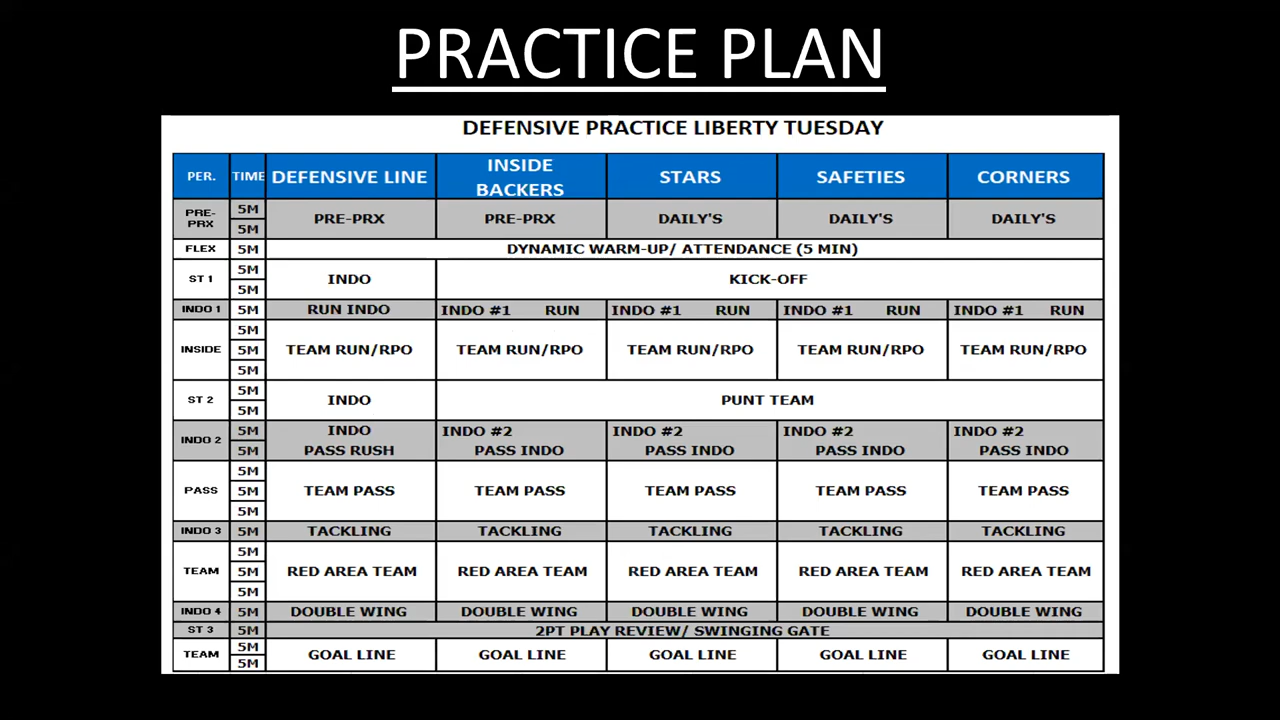 PRACTICE PLAN
DEFENSIVE PRACTICE LIBERTY TUESDAY
PER. TIME DEFENSIVE LINE INSIDE BACKERS STARS SAFETIES CORNERS
PRE-PRX 5M 5M PRE-PRX PRE-PRX DAILY'S DAILY'S DAILY'S
FLEX 5M DYNAMIC WARM-UP/ ATTENDANCE (5 MIN)
ST 1 5M 5M INDO KICK-OFF
INDO 1 5M RUN INDO INDO #1 RUN INDO #1 RUN INDO #1 RUN INDO #1 RUN
INSIDE 5M 5M 5M TEAM RUN/RPO TEAM RUN/RPO TEAM RUN/RPO TEAM RUN/RPO TEAM RUN/RPO
ST 2 5M 5M INDO PUNT TEAM
INDO 2 5M INDO INDO #2 INDO #2 INDO #2 INDO #2
5M PASS RUSH PASS INDO PASS INDO PASS INDO PASS INDO
PASS 5M 5M 5M TEAM PASS TEAM PASS TEAM PASS TEAM PASS TEAM PASS
INDO 3 5M TACKLING TACKLING TACKLING TACKLING TACKLING
TEAM 5M 5M 5M RED AREA TEAM RED AREA TEAM RED AREA TEAM RED AREA TEAM RED AREA TEAM
INDO 4 5M DOUBLE WING DOUBLE WING DOUBLE WING DOUBLE WING DOUBLE WING
ST 3 5M 2PT PLAY REVIEW/ SWINGING GATE
TEAM 5M 5M GOAL LINE GOAL LINE GOAL LINE GOAL LINE GOAL LINE